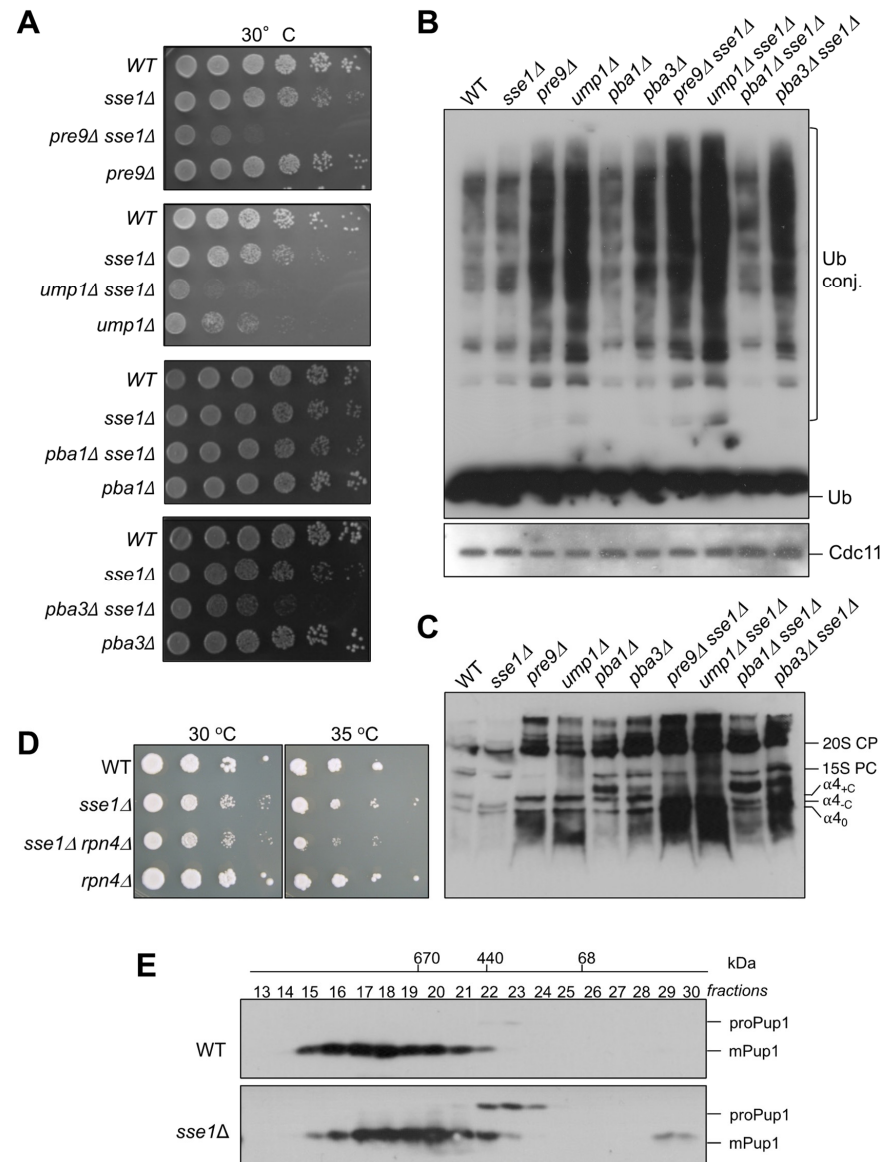 A
30° C
WT
sse1Δ
pre9Δ sse1Δ
pre9Δ
WT
sse1Δ
ump1Δ sse1Δ
ump1Δ
WT
sse1Δ
pba1Δ sse1Δ
pba1Δ
WT
sse1Δ
pba3Δ sse1Δ
pba3Δ
B
WT sse1Δ pre9Δ ump1Δ pba1Δ pba3Δ pre9Δ sse1Δ ump1Δ sse1Δ pba1Δ sse1Δ pba3Δ sse1Δ
Ub
conj.
Ub
Cdc11
C
WT sse1Δ pre9Δ ump1Δ pba1Δ pba3Δ pre9Δ sse1Δ ump1Δ sse1Δ pba1Δ sse1Δ pba3Δ sse1Δ
20S CP
15S PC
α4+C
α4-C
α40
D
30 °C 35 °C
WT
sse1Δ
sse1Δ rpn4Δ
rpn4Δ
E
670 440 68 kDa
13 14 15 16 17 18 19 20 21 22 23 24 25 26 27 28 29 30 fractions
WT
proPup1
mPup1
sse1Δ
proPup1
mPup1